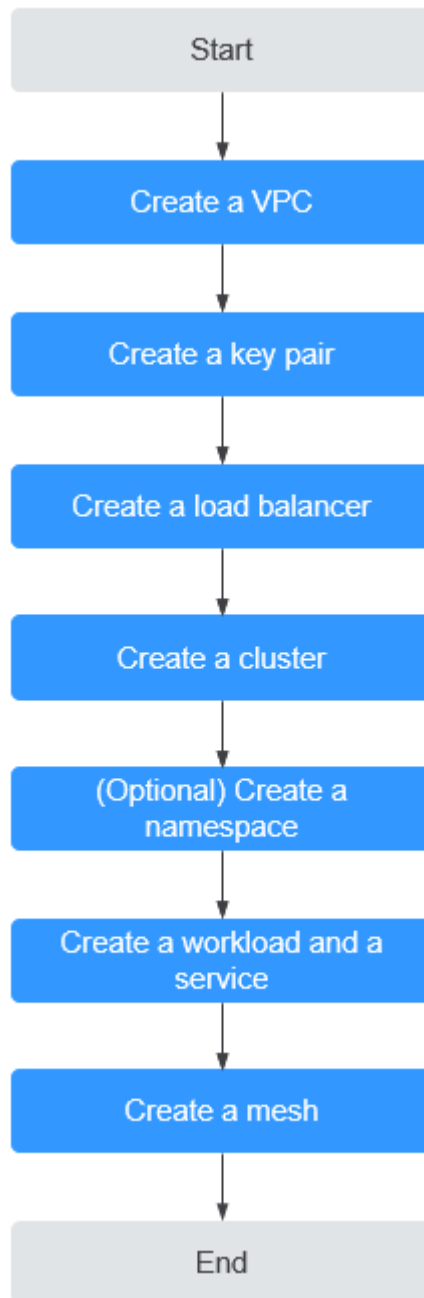 Start
Create a VPC
Create a key pair
Create a load balancer
Create a cluster
(Optional) Create a
namespace
Create a workload and a
service
Create a mesh
End